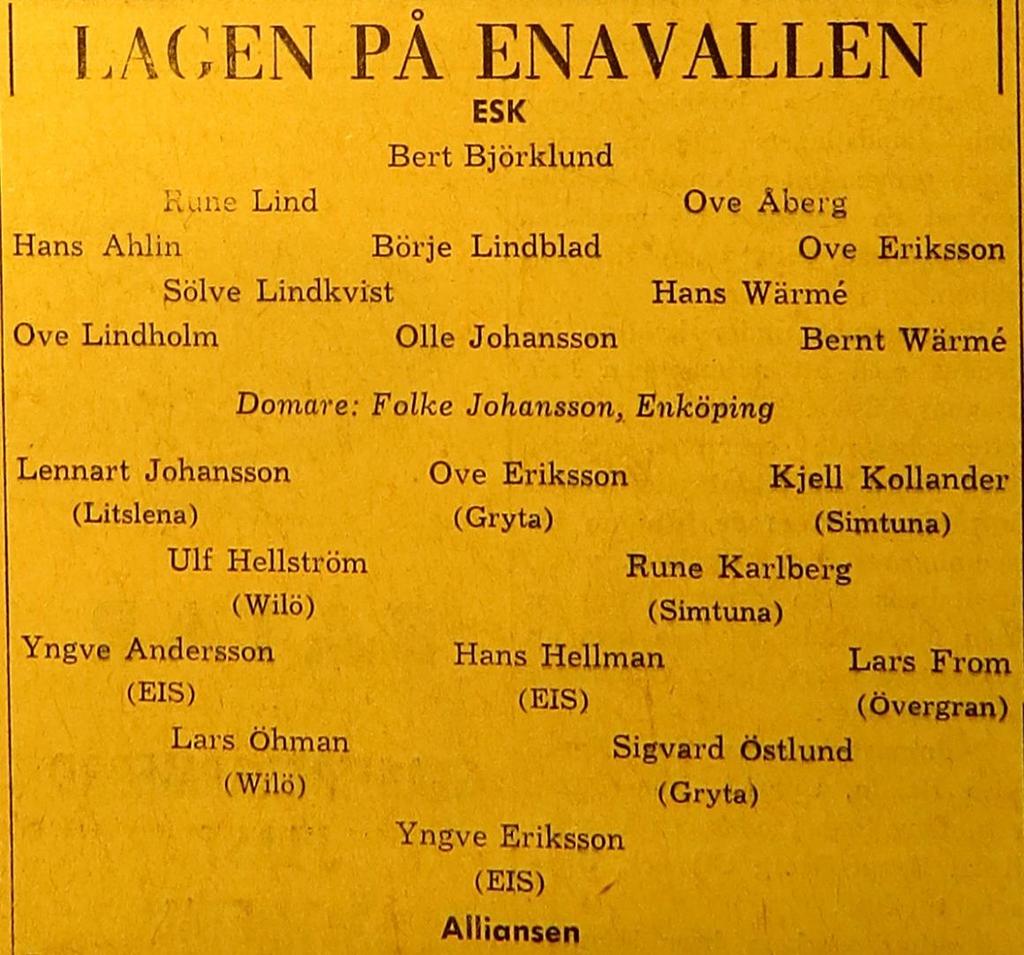 LAGEN PÅ ENAVALLEN
ESK
Bert Björklund
Rune Lind Ove Åberg
Hans Ahlin Börje Lindblad Ove Eriksson
Sölve Lindkvist Hans Wärmé
Ove Lindholm Olle Johansson Bernt Wärmé
Domare: Folke Johansson, Enköping
Lennart Johansson Ove Eriksson Kjell Kollander
(Litslena) (Gryta) (Simtuna)
Ulf Hellström Rune Karlberg
(Wilö) (Simtuna)
Yngve Andersson Hans Hellman Lars From
(EIS) (EIS) (Övergran)
Lars Öhman Sigvard Östlund
(Wilö) (Gryta)
Yngve Eriksson
(EIS)
Alliansen